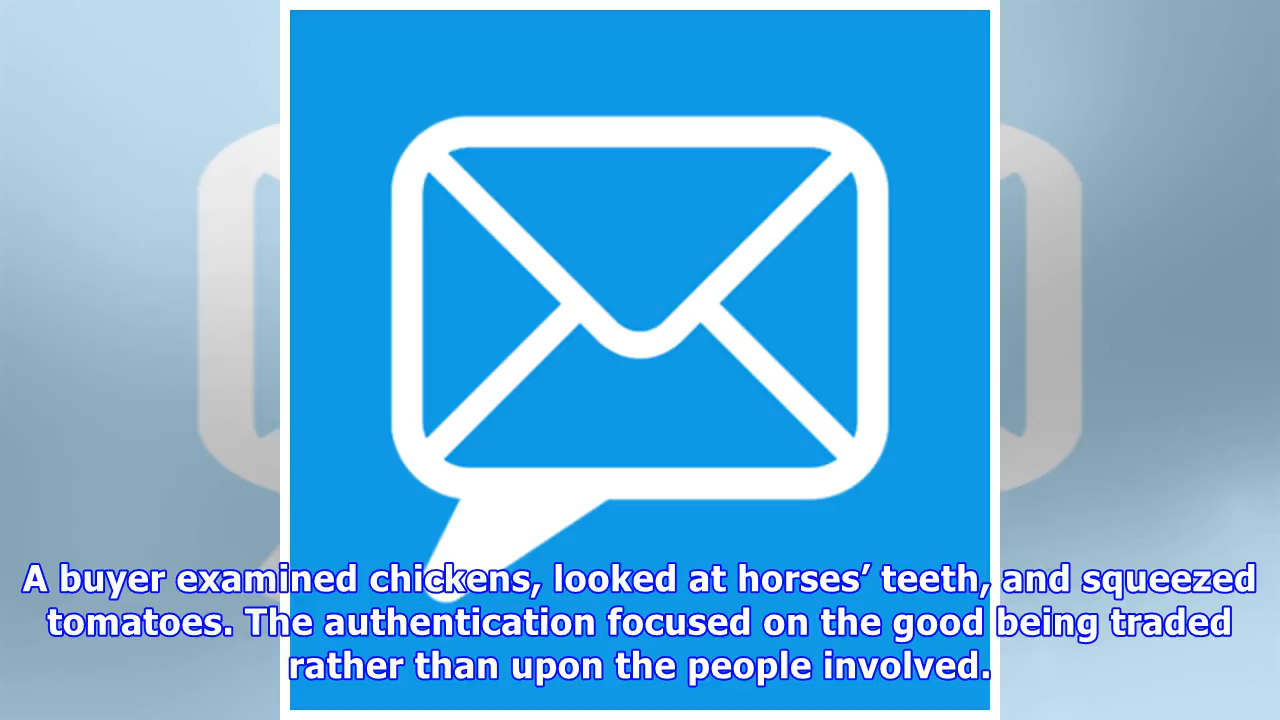 A buyer examined chickens, looked at horses’ teeth, and squeezed
tomatoes. The authentication focused on the good being traded
rather than upon the people involved.